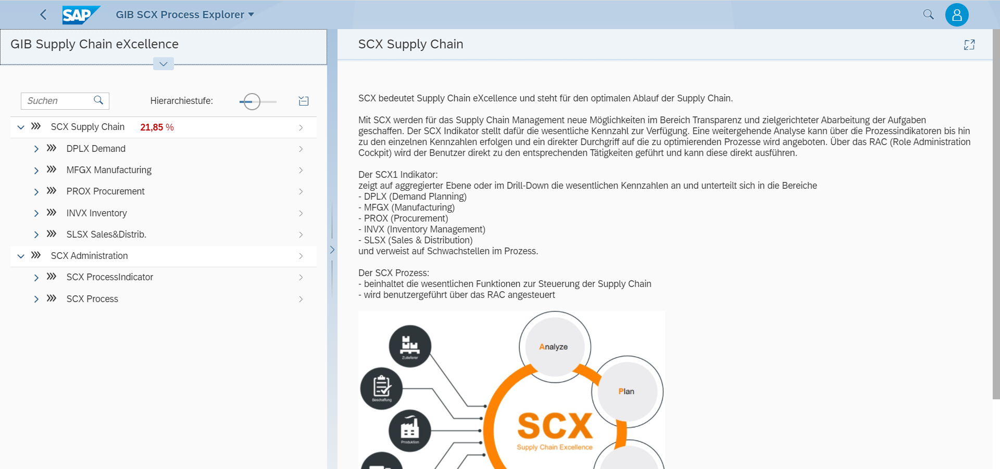 SAP
GIB SCX Process Explorer
GIB Supply Chain eXcellence
Suchen
Hierarchiestufe:
SCX Supply Chain 21,85 %
DPLX Demand
MFGX Manufacturing
PROX Procurement
INVX Inventory
SLSX Sales&Distrib.
SCX Administration
SCX ProcessIndicator
SCX Process
SCX Supply Chain
SCX bedeutet Supply Chain eXcellence und steht für den optimalen Ablauf der Supply Chain.
Mit SCX werden für das Supply Chain Management neue Möglichkeiten im Bereich Transparenz und zielgerichteter Abarbeitung der Aufgaben
geschaffen. Der SCX Indikator stellt dafür die wesentliche Kennzahl zur Verfügung. Eine weitergehende Analyse kann über die Prozessindikatoren bis hin
zu den einzelnen Kennzahlen erfolgen und ein direkter Durchgriff auf die zu optimierenden Prozesse wird angeboten. Über das RAC (Role Administration
Cockpit) wird der Benutzer direkt zu den entsprechenden Tätigkeiten geführt und kann diese direkt ausführen.
Der SCX1 Indikator:
zeigt auf aggregierter Ebene oder im Drill-Down die wesentlichen Kennzahlen an und unterteilt sich in die Bereiche
- DPLX (Demand Planning)
- MFGX (Manufacturing)
- PROX (Procurement)
- INVX (Inventory Management)
- SLSX (Sales & Distribution)
und verweist auf Schwachstellen im Prozess.
Der SCX Prozess:
- beinhaltet die wesentlichen Funktionen zur Steuerung der Supply Chain
- wird benutzergeführt über das RAC angesteuert
Analyze
Zulieferer
Plan
Beschaffung
SCX
Produktion
Supply Chain Excellence